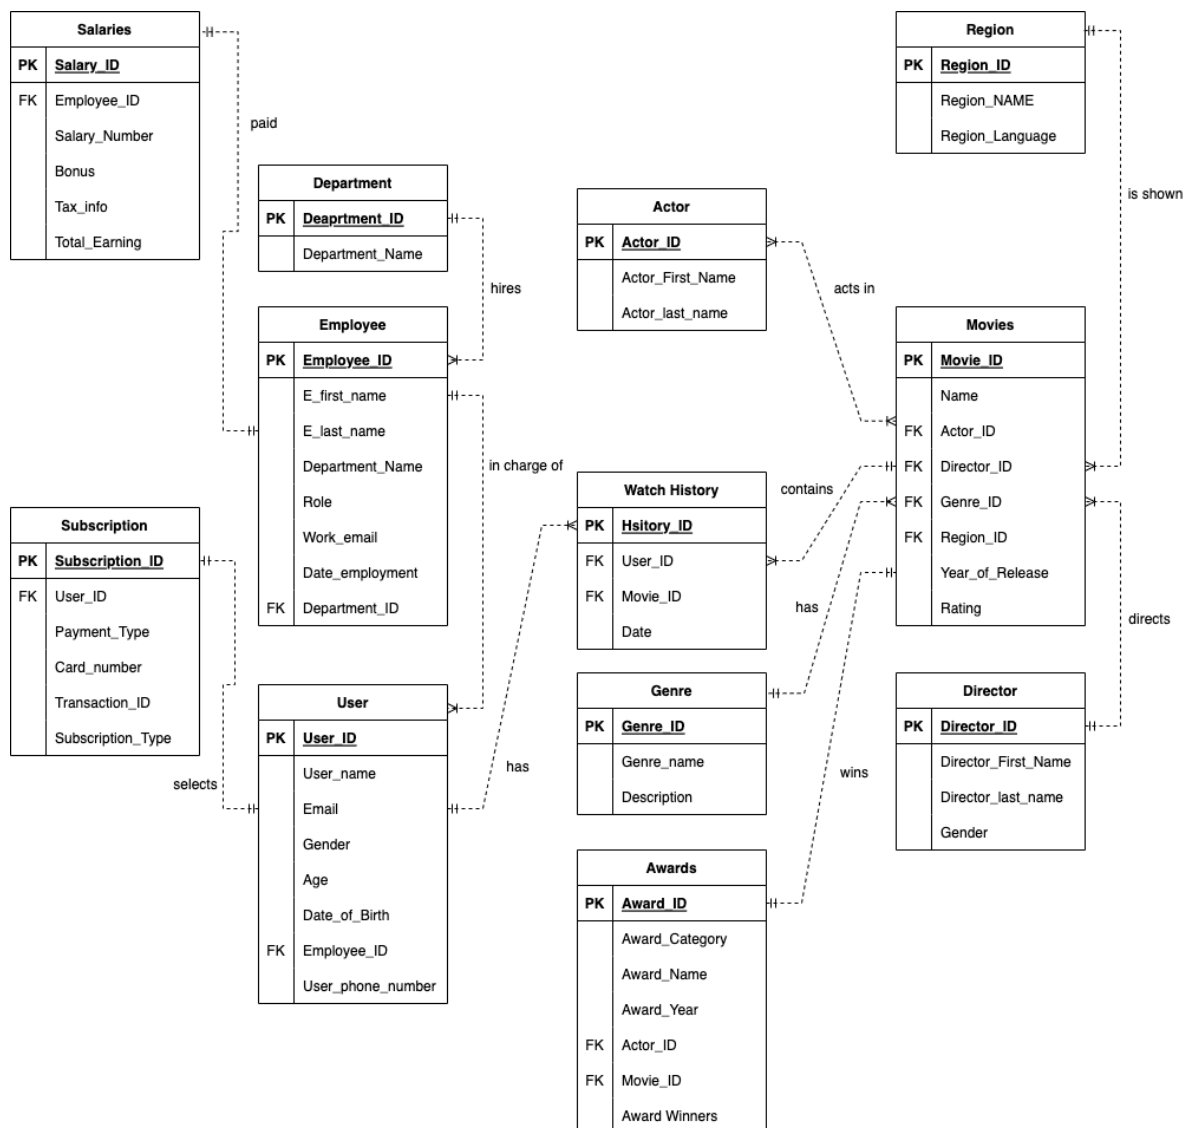 Salaries
PK Salary_ID
FK Employee_ID
Salary_Number
Bonus
Tax_info
Total_Earning
paid
Department
PK Deaprtment_ID
Department_Name
hires
Employee
PK Employee_ID
E_first_name
E_last_name
Department_Name
Role
Work_email
Date_employment
FK Department_ID
in charge of
Subscription
PK Subscription_ID
FK User_ID
Payment_Type
Card_number
Transaction_ID
Subscription_Type
selects
User
PK User_ID
User_name
Email
Gender
Age
Date_of_Birth
FK Employee_ID
User_phone_number
has
Actor
PK Actor_ID
Actor_First_Name
Actor_last_name
acts in
Watch History
PK Hsitory_ID
FK User_ID
FK Movie_ID
Date
contains
Genre
PK Genre_ID
Genre_name
Description
has
Awards
PK Award_ID
Award_Category
Award_Name
Award_Year
FK Actor_ID
FK Movie_ID
Award Winners
wins
Region
PK Region_ID
Region_NAME
Region_Language
is shown
Movies
PK Movie_ID
Name
FK Actor_ID
FK Director_ID
FK Genre_ID
FK Region_ID
Year_of_Release
Rating
directs
Director
PK Director_ID
Director_First_Name
Director_last_name
Gender